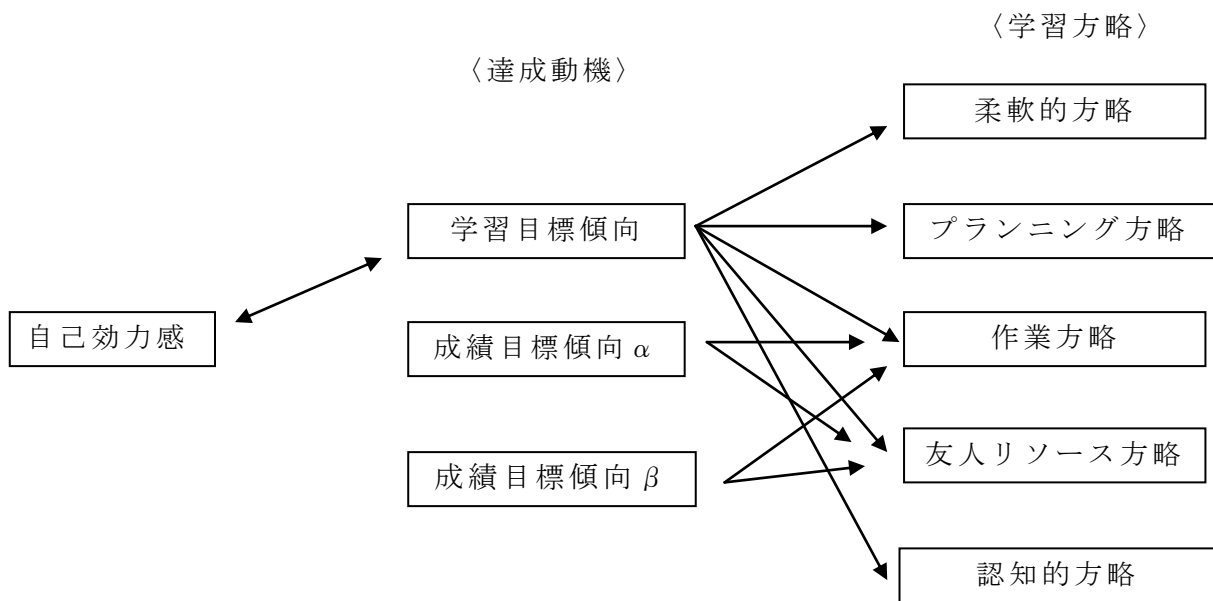 〈学習方略〉
〈達成動機〉
柔軟的方略
学習目標傾向
プランニング方略
自己効力感
成績目標傾向α
作業方略
成績目標傾向β
友人リソース方略
認知的方略